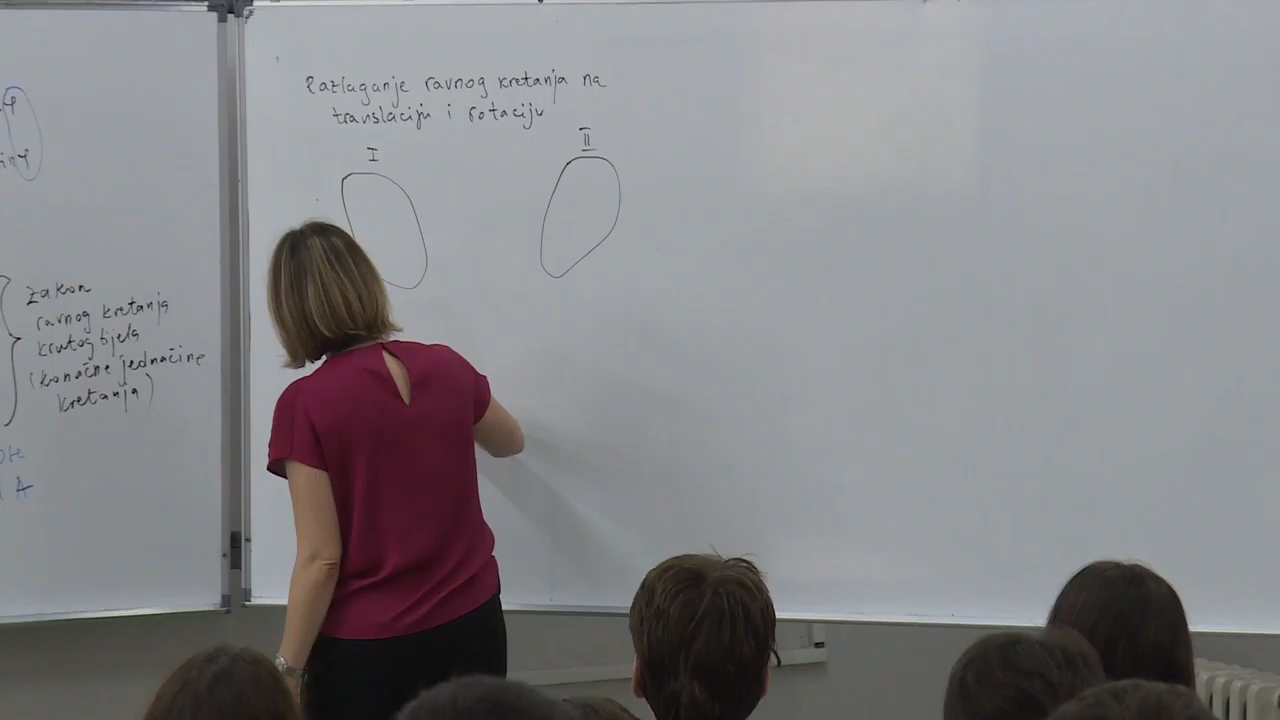 φ
zakon
ravnog kretanja
krutog tijela
(konačne jednačine
kretanja)
A
Razlaganje ravnog kretanja na
translaciju i rotaciju
I
II